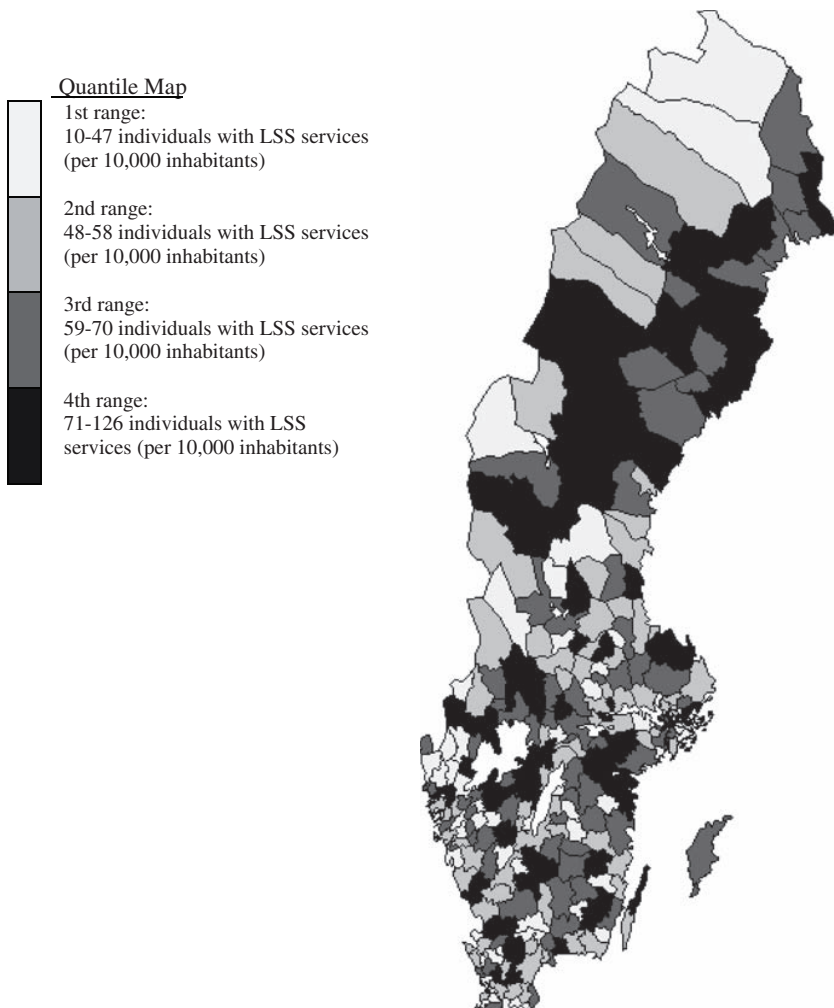 Quantile Map
1st range:
10-47 individuals with LSS services
(per 10,000 inhabitants)
2nd range:
48-58 individuals with LSS services
(per 10,000 inhabitants)
3rd range:
59-70 individuals with LSS services
(per 10,000 inhabitants)
4th range:
71-126 individuals with LSS
services (per 10,000 inhabitants)